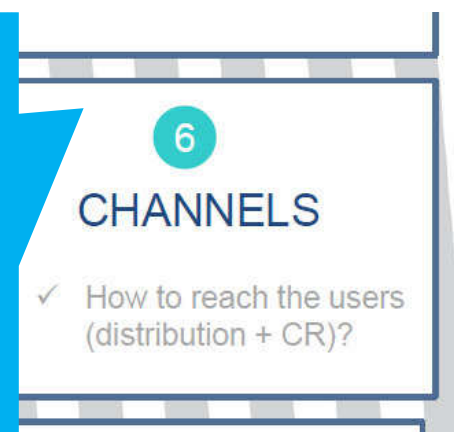 6
CHANNELS
✓ How to reach the users
(distribution + CR)?